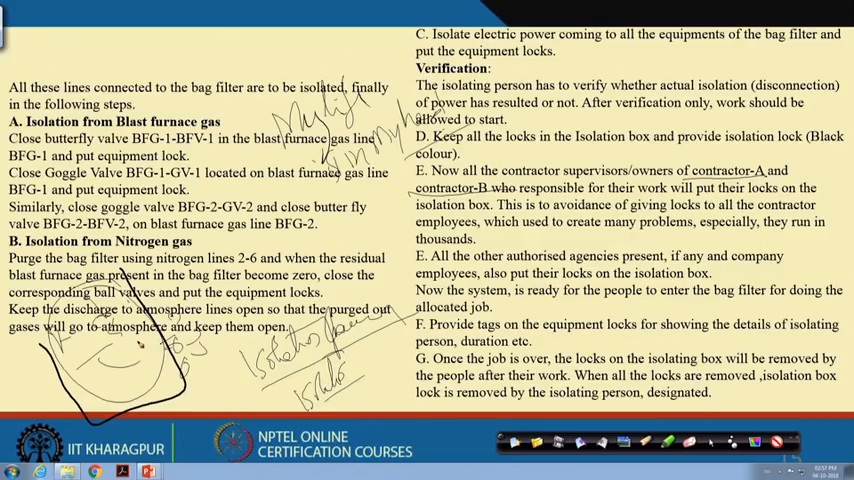 All these lines connected to the bag filter are to be isolated, finally
in the following steps.
A. Isolation from Blast furnace gas
Close butterfly valve BFG-1-BFV-1 in the blast furnace gas line
BFG-1 and put equipment lock.
Close Goggle Valve BFG-1-GV-1 located on blast furnace gas line
BFG-1 and put equipment lock.
Similarly, close goggle valve BFG-2-GV-2 and close butter fly
valve BFG-2-BFV-2, on blast furnace gas line BFG-2.
B. Isolation from Nitrogen gas
Purge the bag filter using nitrogen lines 2-6 and when the residual
blast furnace gas present in the bag filter become zero, close the
corresponding ball valves and put the equipment locks.
Keep the discharge to atmosphere lines open so that the purged out
gases will go to atmosphere and keep them open.
My life
is in my hand
C. Isolate electric power coming to all the equipments of the bag filter and
put the equipment locks.
Verification:
The isolating person has to verify whether actual isolation (disconnection)
of power has resulted or not. After verification only, work should be
allowed to start.
D. Keep all the locks in the Isolation box and provide isolation lock (Black
colour).
E. Now all the contractor supervisors/owners of contractor-A and
contractor-B who responsible for their work will put their locks on the
isolation box. This is to avoidance of giving locks to all the contractor
employees, which used to create many problems, especially, they run in
thousands.
E. All the other authorised agencies present, if any and company
employees, also put their locks on the isolation box.
Now the system, is ready for the people to enter the bag filter for doing the
allocated job.
F. Provide tags on the equipment locks for showing the details of isolating
person, duration etc.
G. Once the job is over, the locks on the isolating box will be removed by
the people after their work. When all the locks are removed ,isolation box
lock is removed by the isolating person, designated.
IIT KHARAGPUR
NPTEL ONLINE
CERTIFICATION COURSES
15
02:57 PM